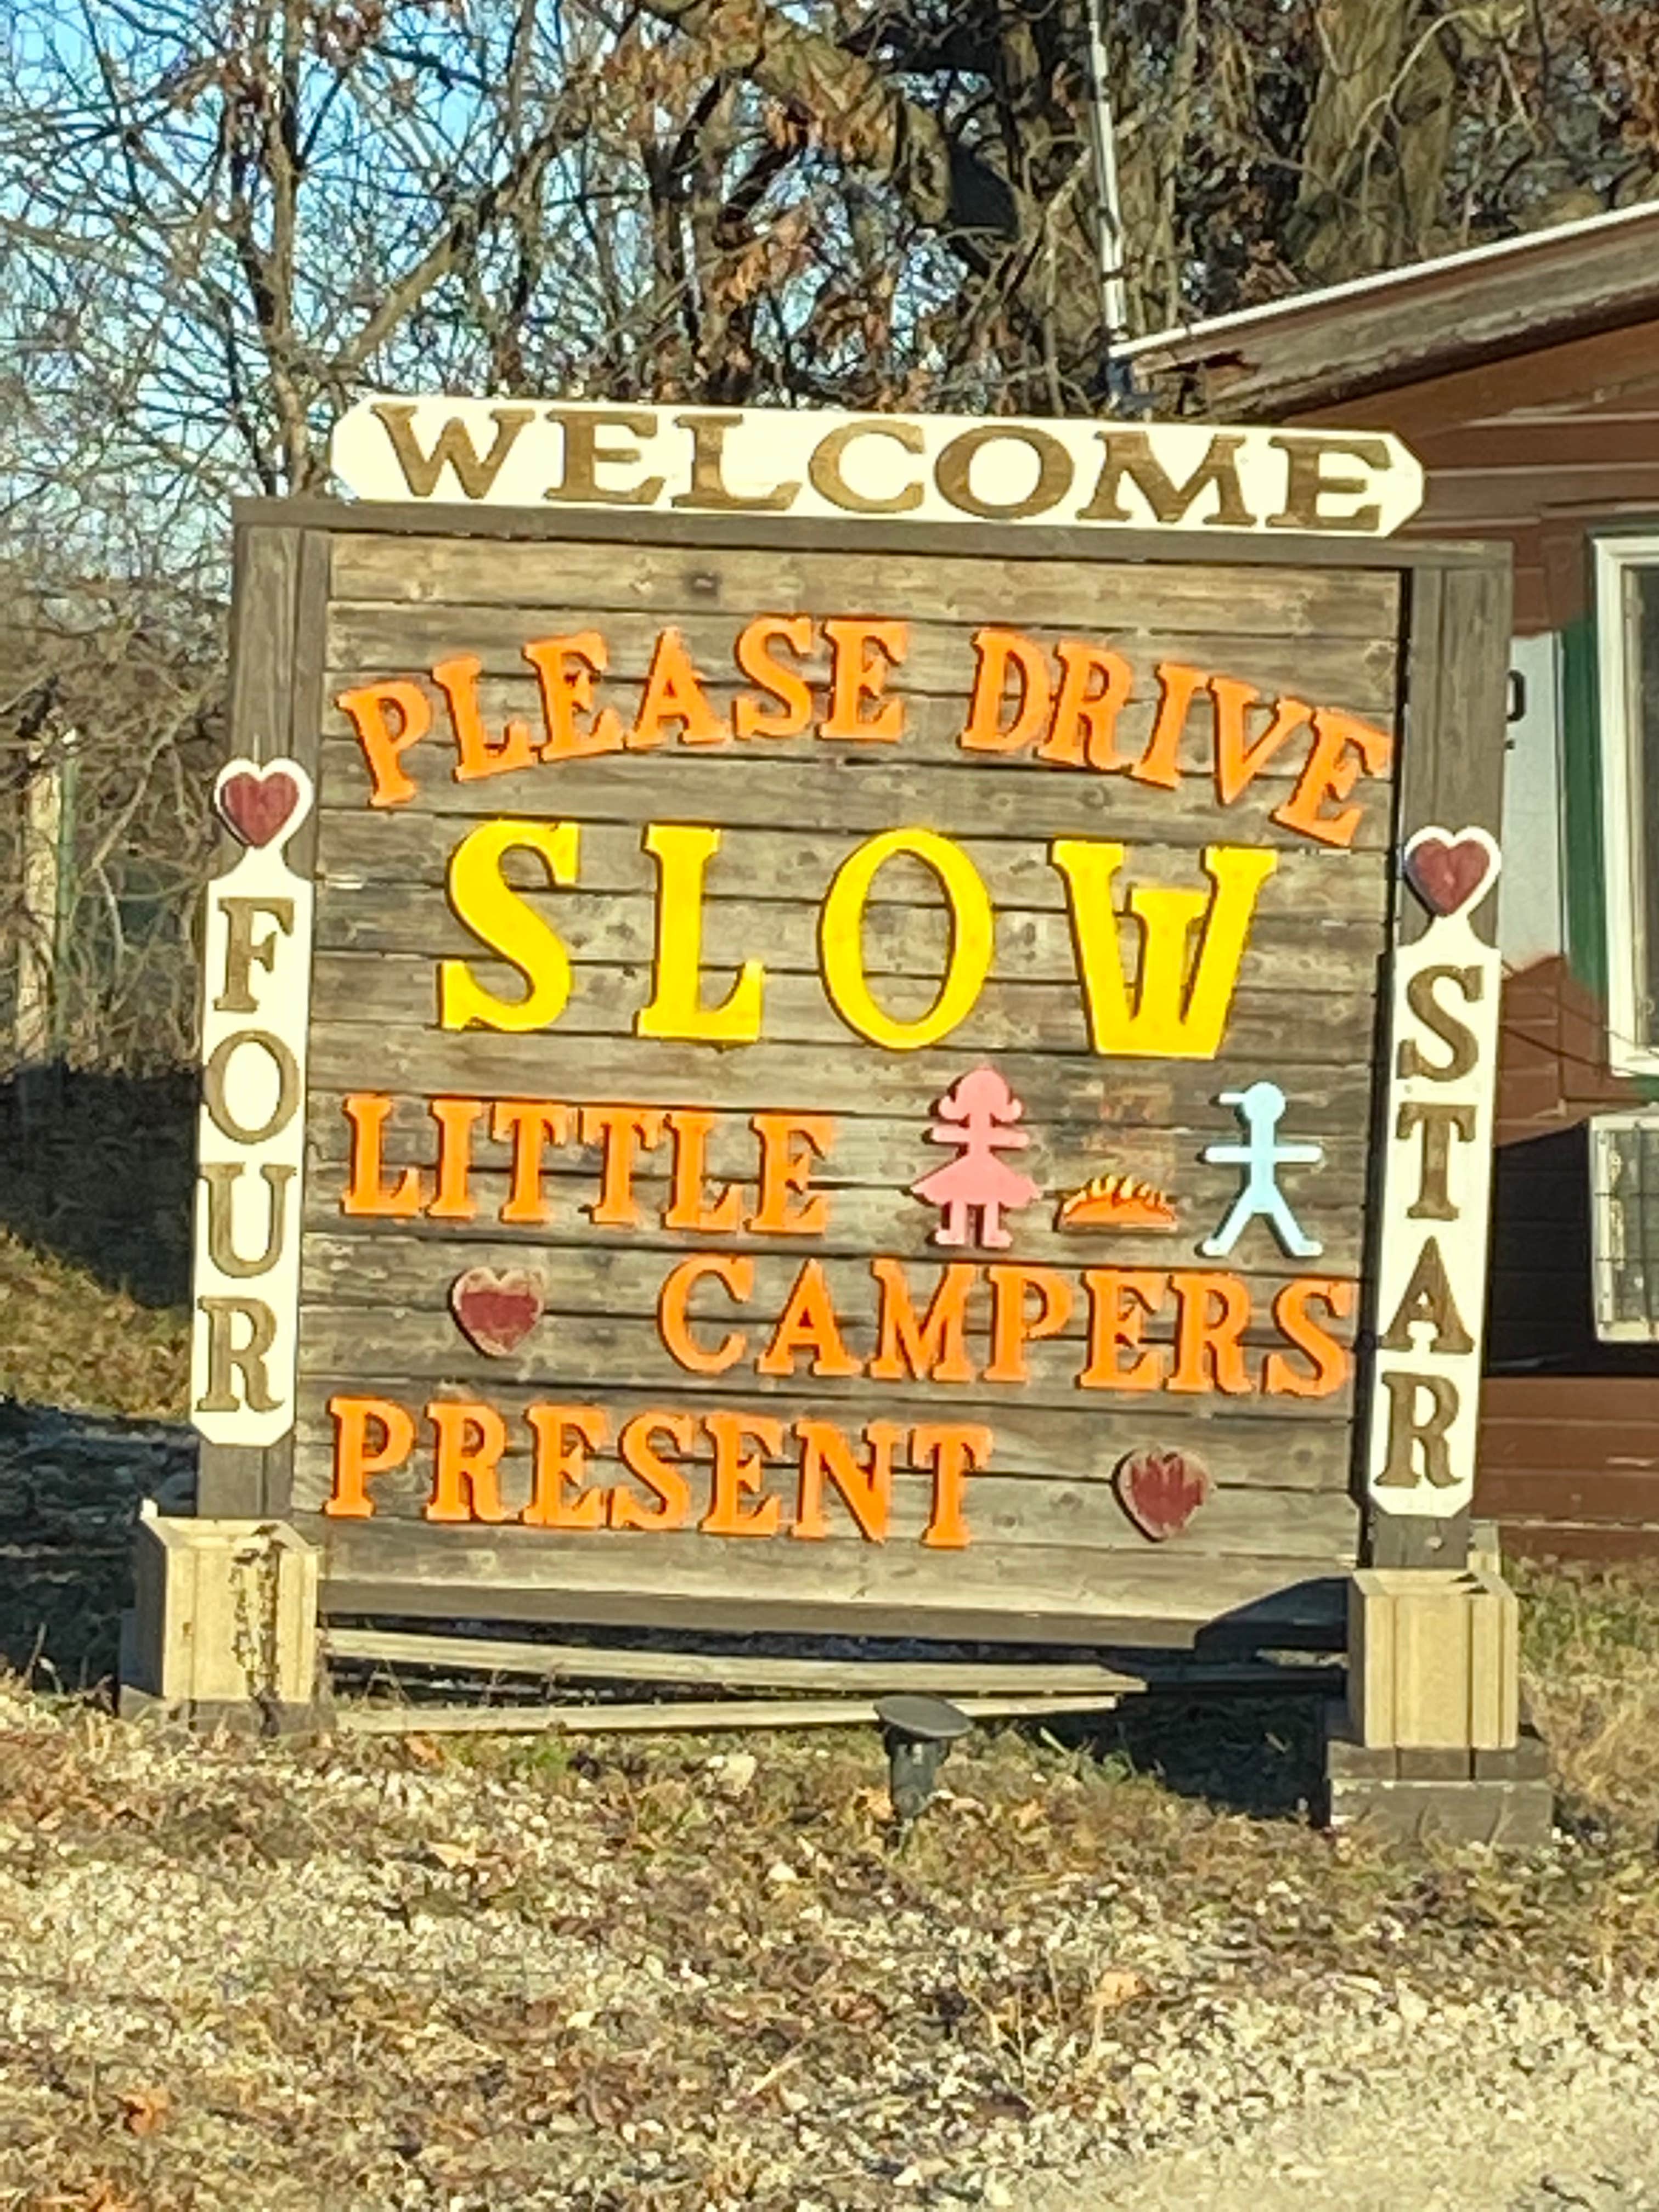 WELCOME
PLEASE DRIVE
SLOW
LITTLE
CAMPERS
PRESENT
FOUR
STAR